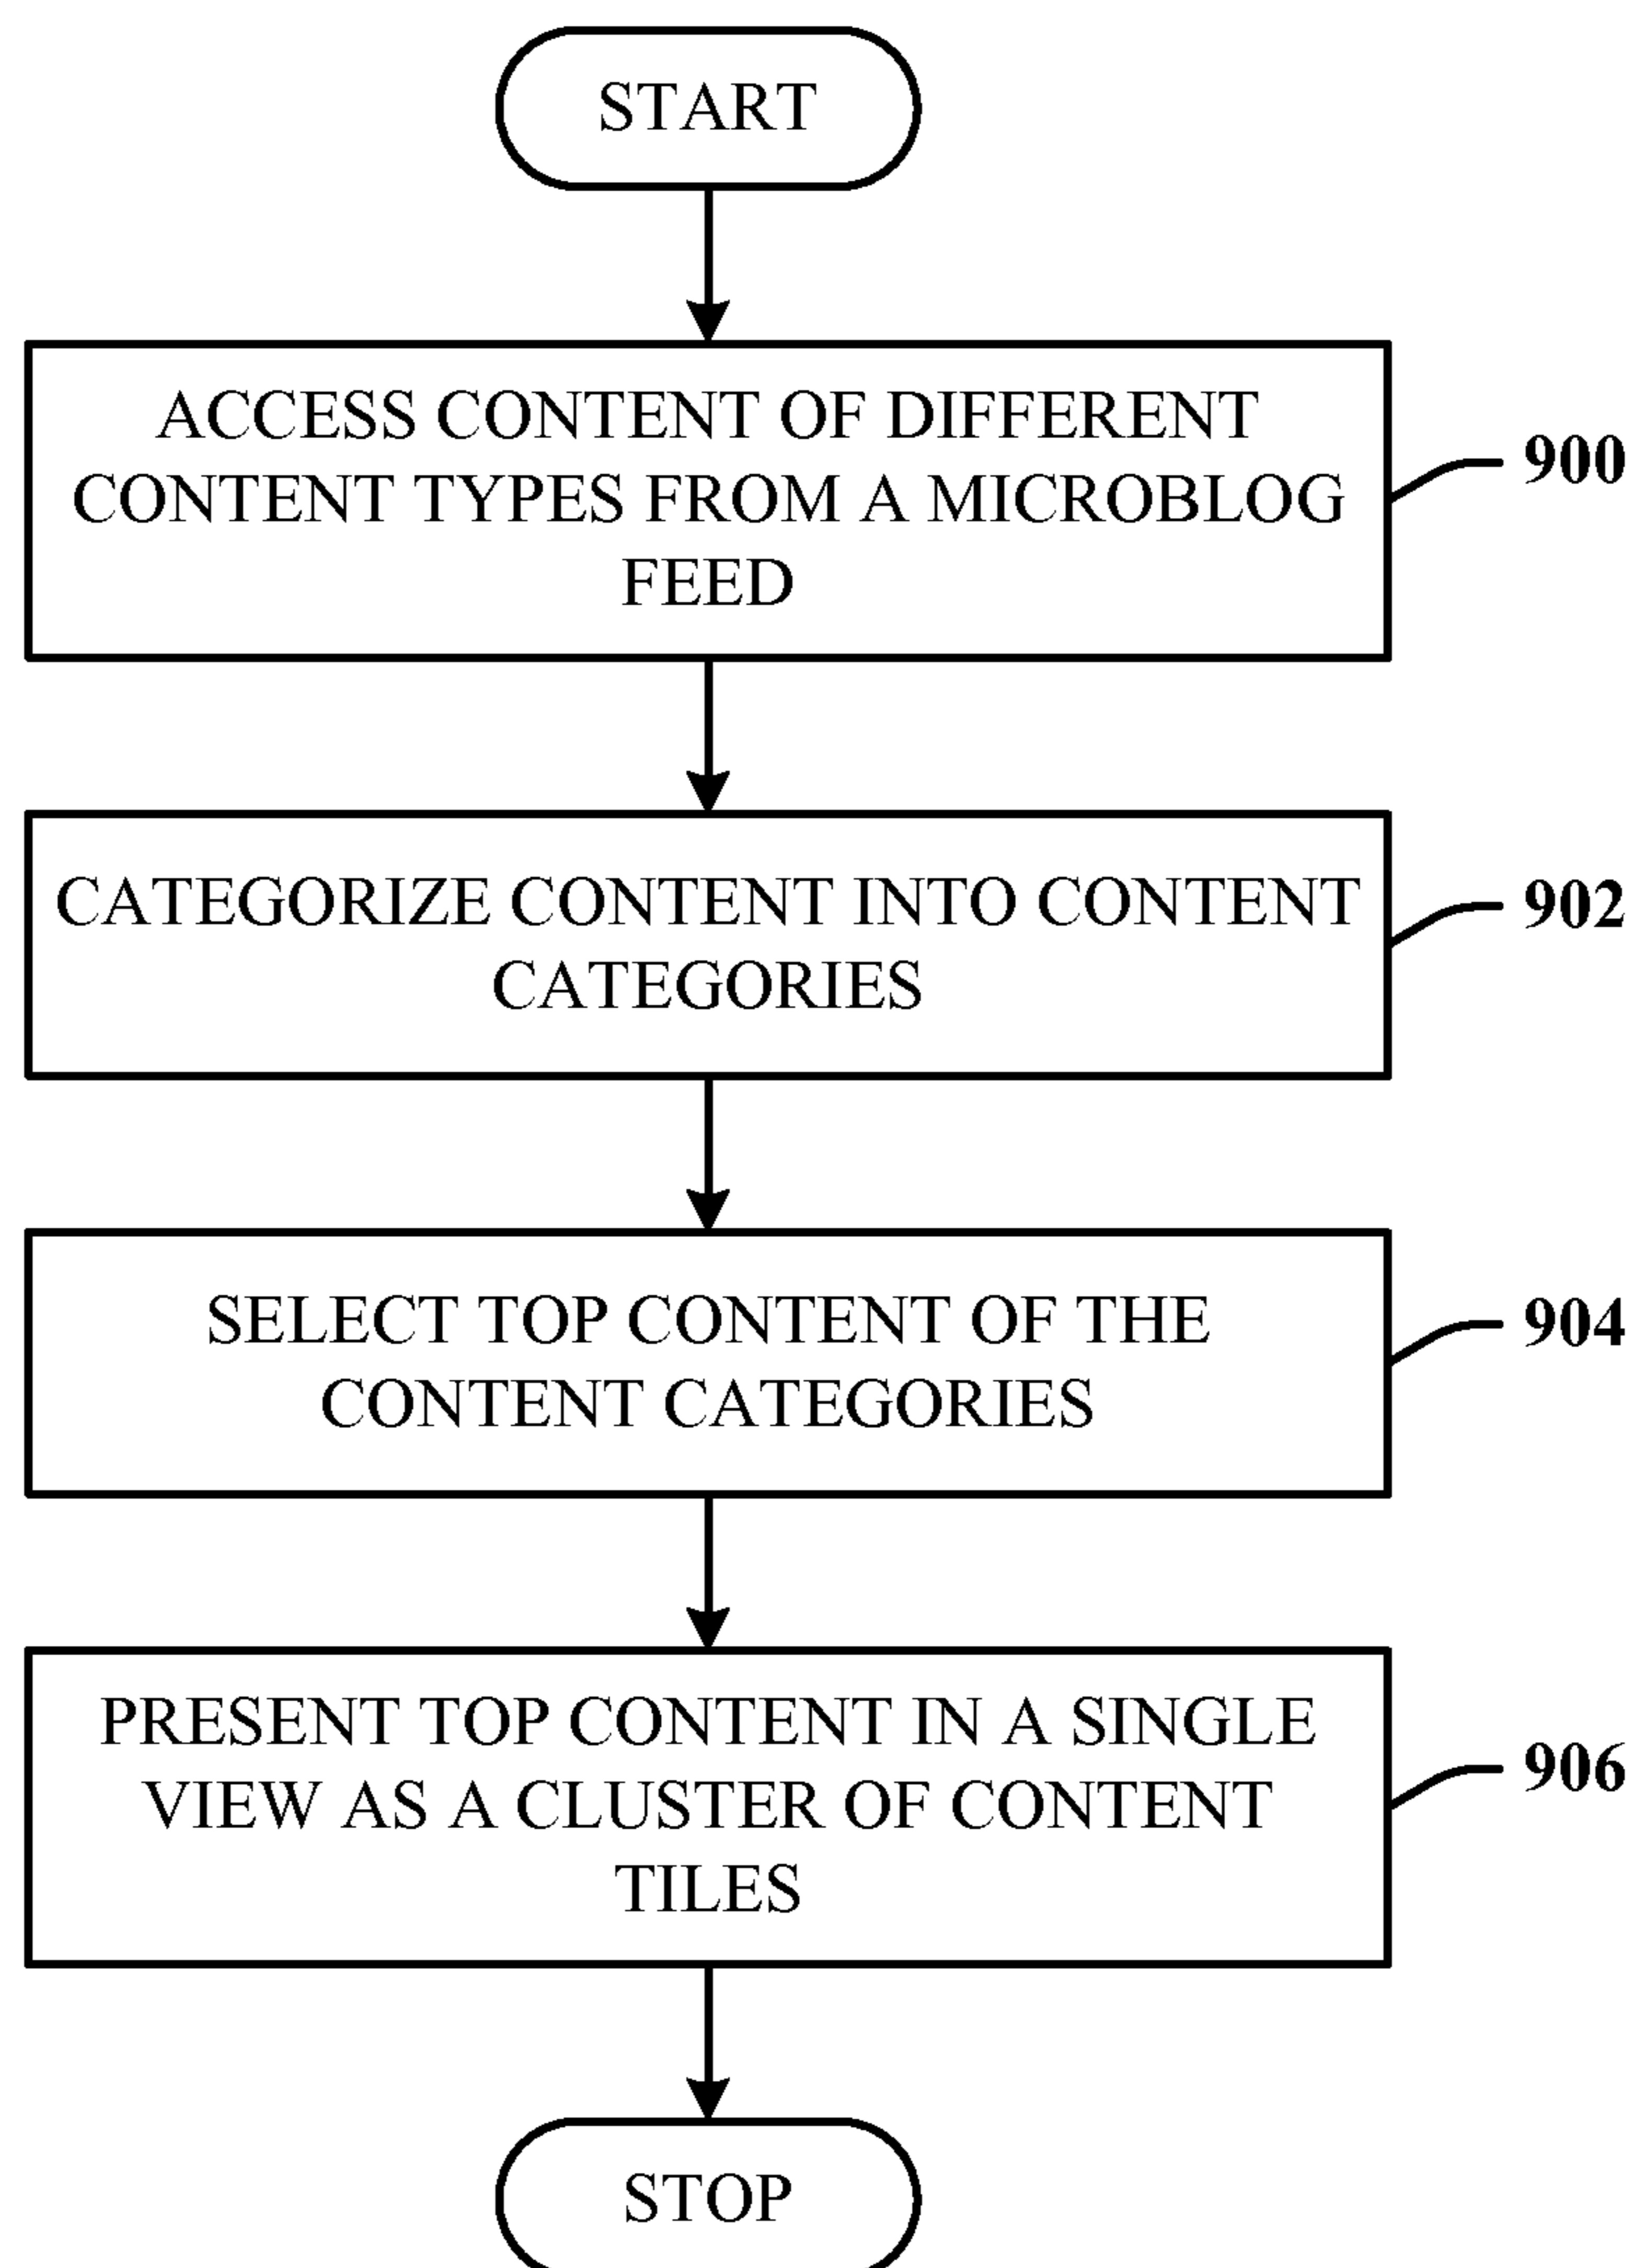 START
ACCESS CONTENT OF DIFFERENT
CONTENT TYPES FROM A MICROBLOG
FEED
900
CATEGORIZE CONTENT INTO CONTENT
CATEGORIES
902
SELECT TOP CONTENT OF THE
CONTENT CATEGORIES
904
PRESENT TOP CONTENT IN A SINGLE
VIEW AS A CLUSTER OF CONTENT
TILES
906
STOP